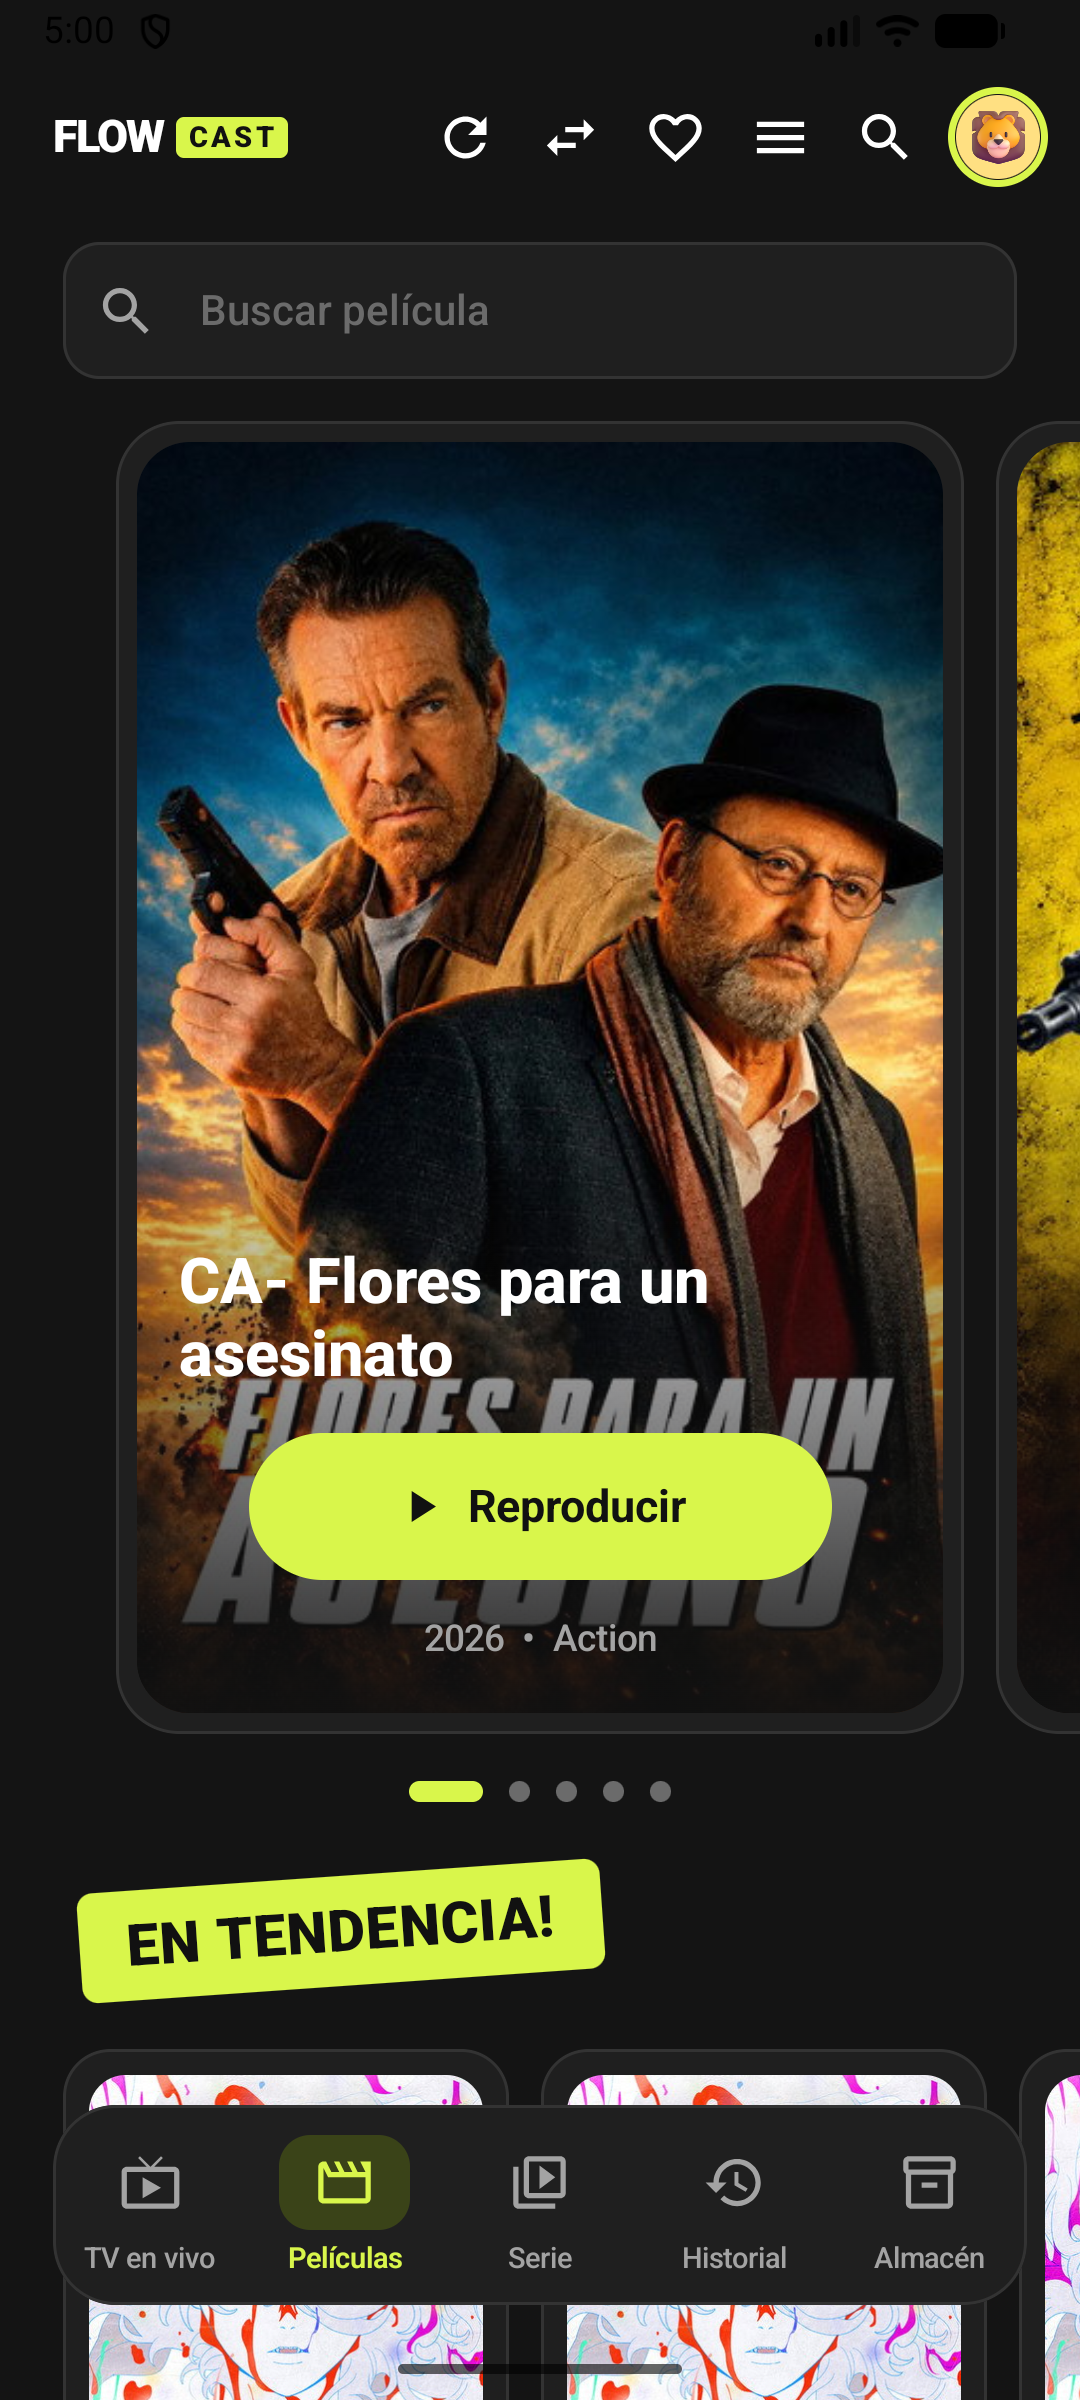 5:00
FLOW CAST
Buscar película
CA- Flores para un
asesinato
FLORES PARA UN
ASESINO
Reproducir
2026 • Action
EN TENDENCIA!
TV en vivo
Películas
Serie
Historial
Almacén